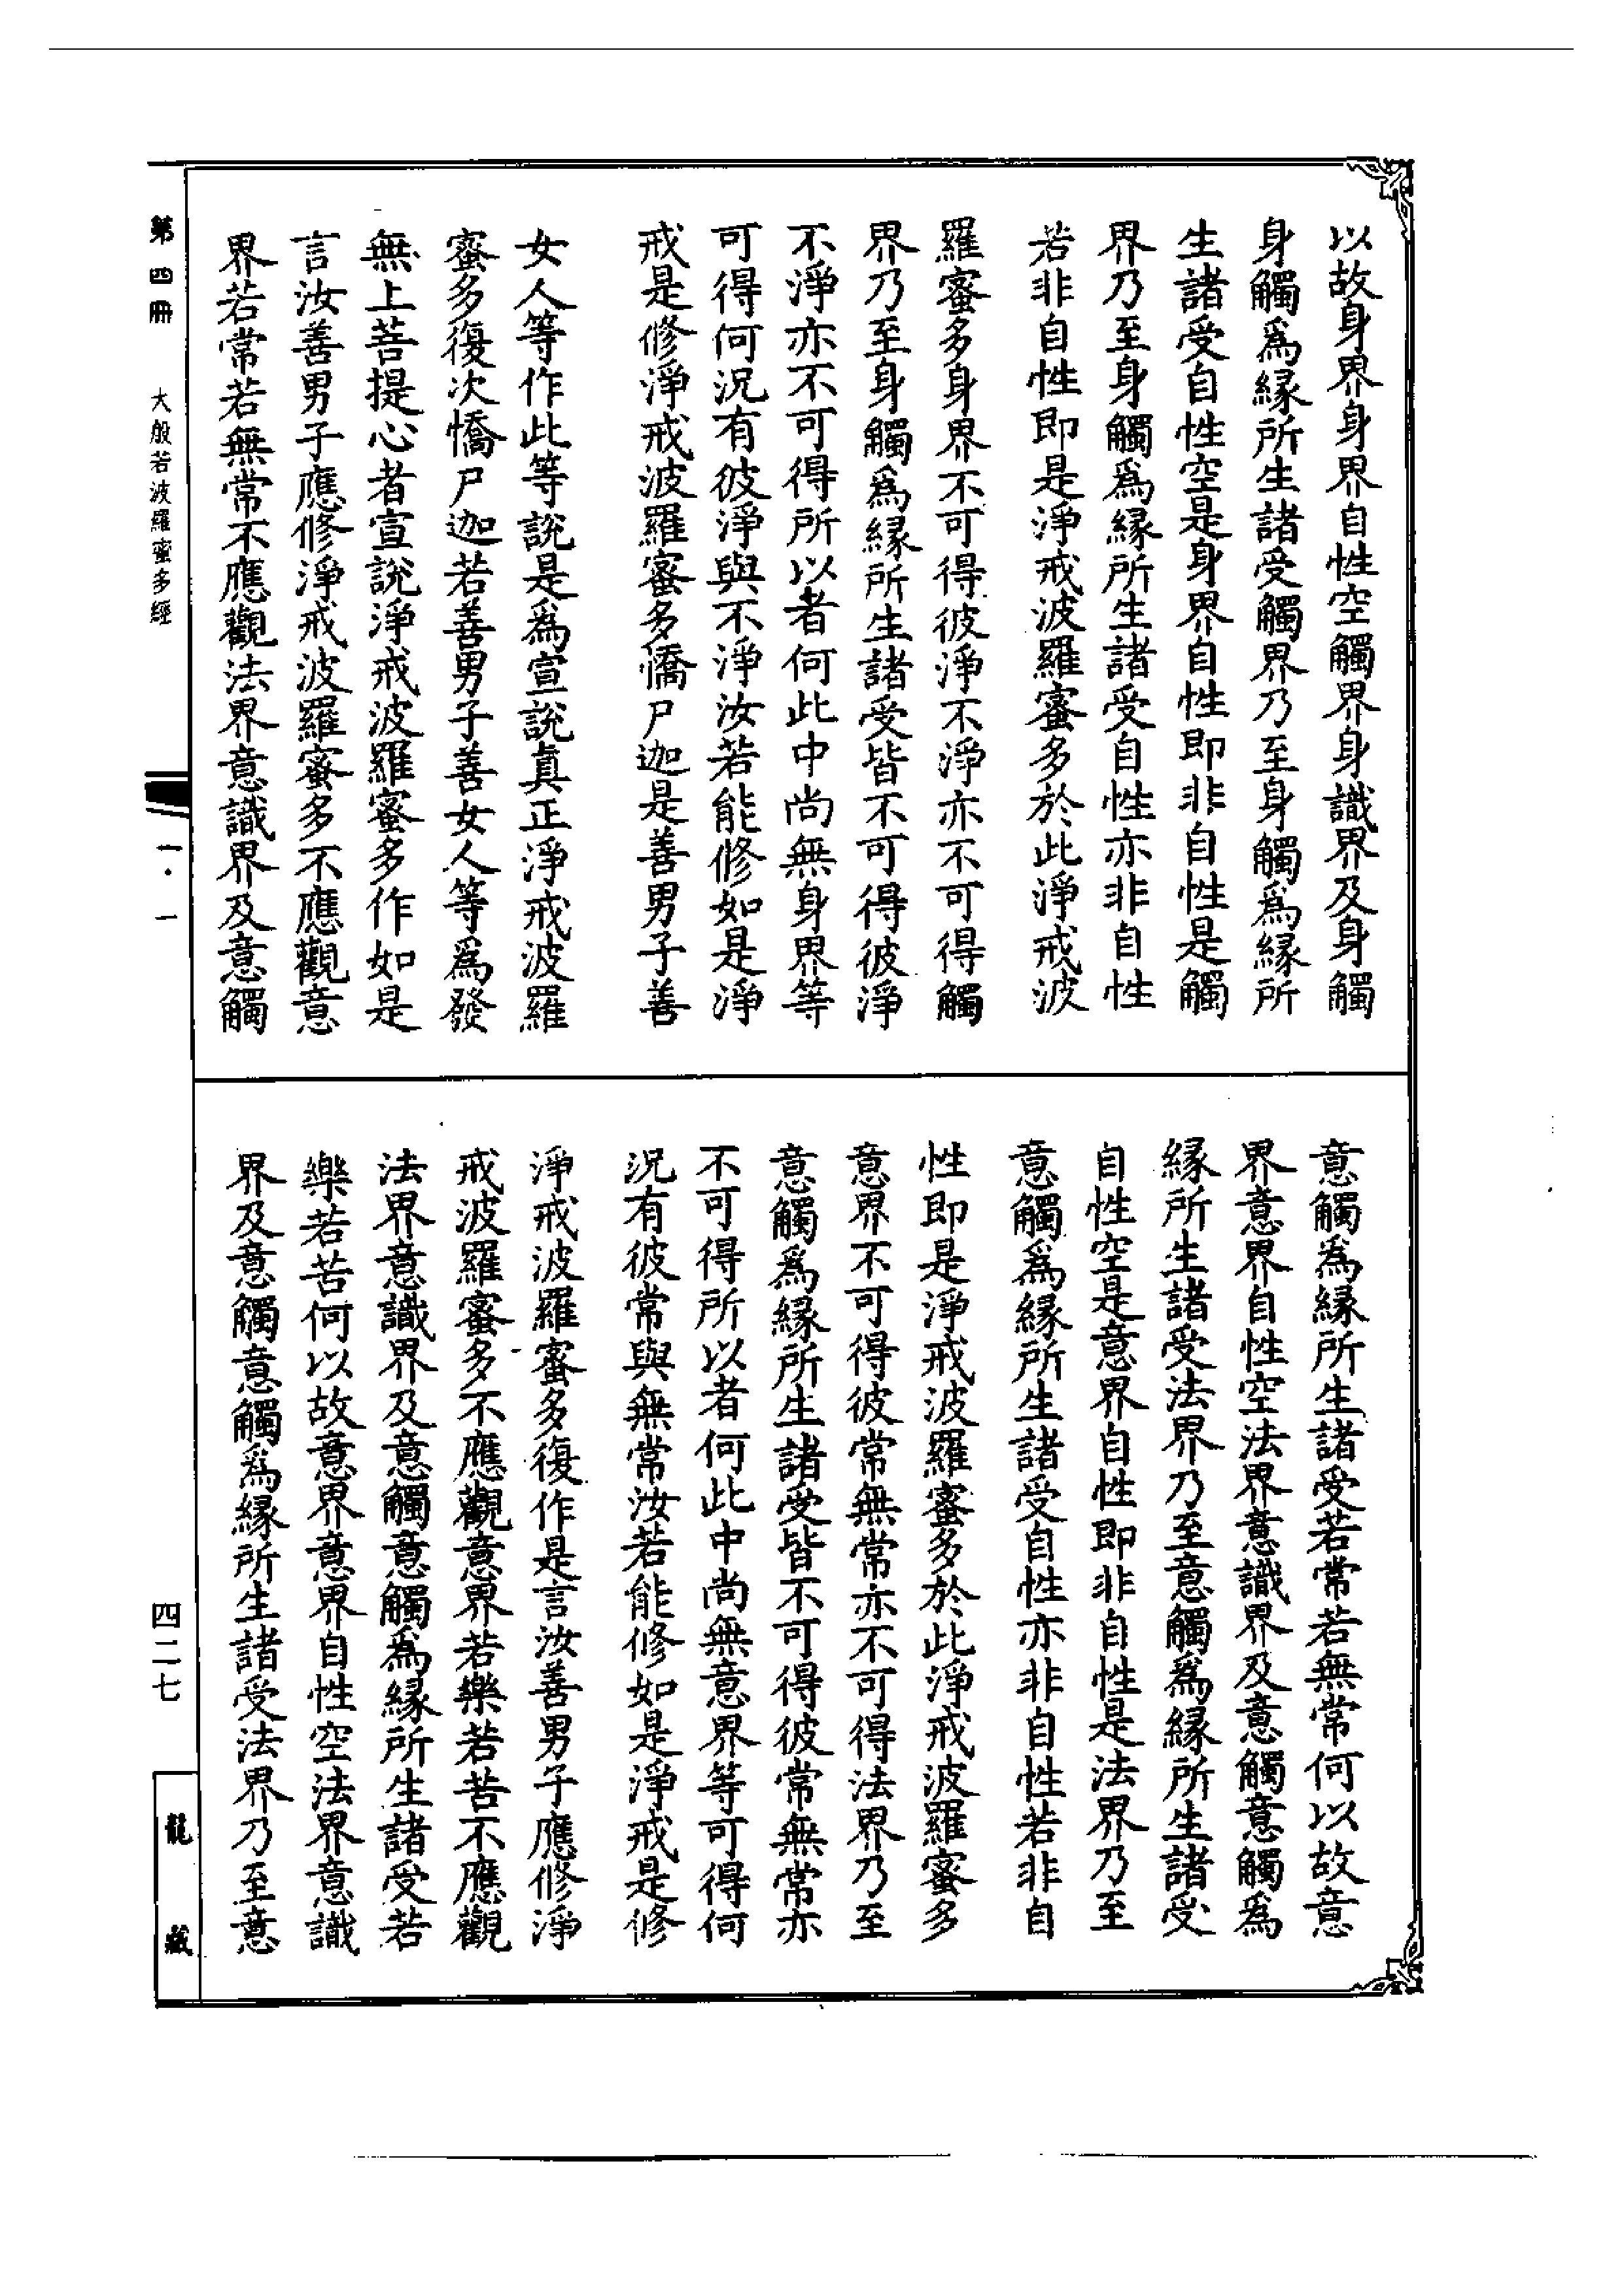 以故身界身界自性空觸界身識界及身觸
身觸爲緣所生諸受觸界乃至身觸爲緣所
生諸受自性空是身界自性即非自性是觸
界乃至身觸爲緣所生諸受自性亦非自性
若非自性即是淨戒波羅蜜多於此淨戒波
羅蜜多身界不可得彼淨不淨亦不可得觸
界乃至身觸爲緣所生諸受皆不可得彼淨
不淨亦不可得所以者何此中尚無身界等
可得何況有彼淨與不淨汝若能修如是淨
戒是修淨戒波羅蜜多憍尸迦是善男子善
女人等作此等說是爲宣說真正淨戒波羅
蜜多復次憍尸迦若善男子善女人等爲發
無上菩提心者宣說淨戒波羅蜜多作如是
言汝善男子應修淨戒波羅蜜多不應觀意
界若常若無常不應觀法界意識界及意觸
意觸爲緣所生諸受若常若無常何以故意
界意界自性空法界意識界及意觸意觸爲
緣所生諸受法界乃至意觸爲緣所生諸受
自性空是意界自性即非自性是法界乃至
意觸爲緣所生諸受自性亦非自性若非自
性即是淨戒波羅蜜多於此淨戒波羅蜜多
意界不可得彼常無常亦不可得法界乃至
意觸爲緣所生諸受皆不可得彼常無常亦
不可得所以者何此中尚無意界等可得何
況有彼常與無常汝若能修如是淨戒是修
淨戒波羅蜜多復作是言汝善男子應修淨
戒波羅蜜多不應觀意界若樂若苦不應觀
法界意識界及意觸意觸爲緣所生諸受若
樂若苦何以故意界意界自性空法界意識
界及意觸意觸爲緣所生諸受法界乃至意
第四冊 大般若波羅蜜多經
一·一
四二七
龍藏